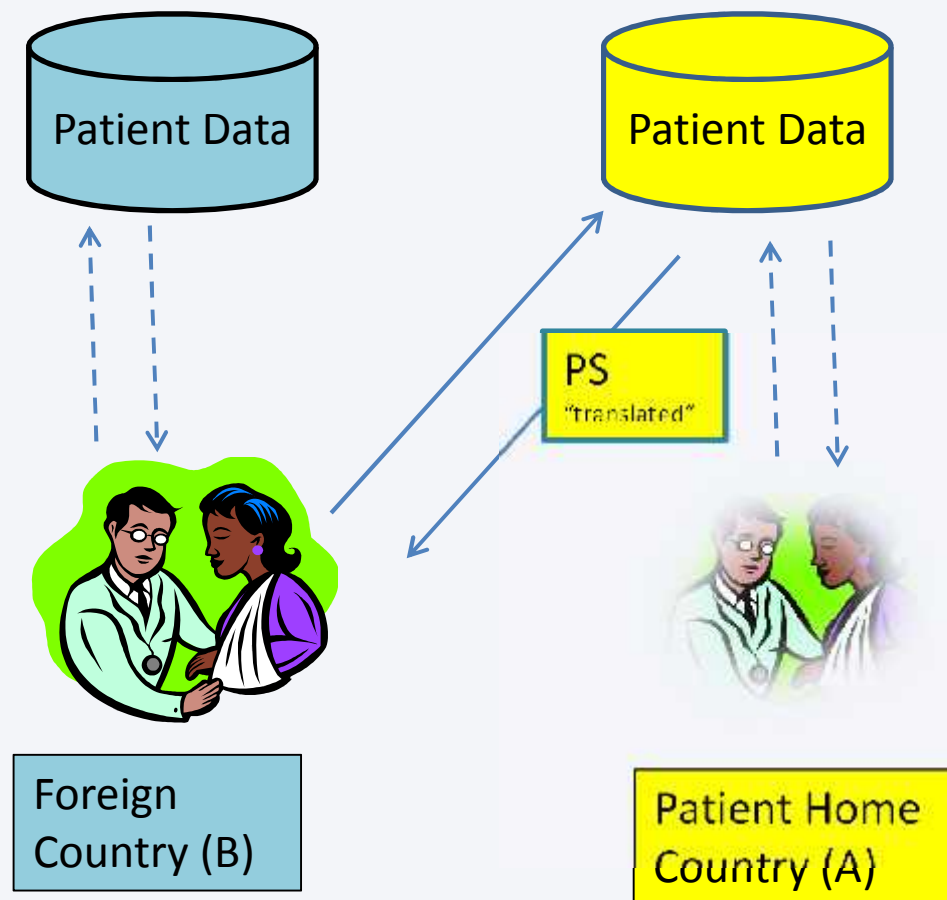 Patient Data
Patient Data
PS
"translated"
Foreign
Country (B)
Patient Home
Country (A)